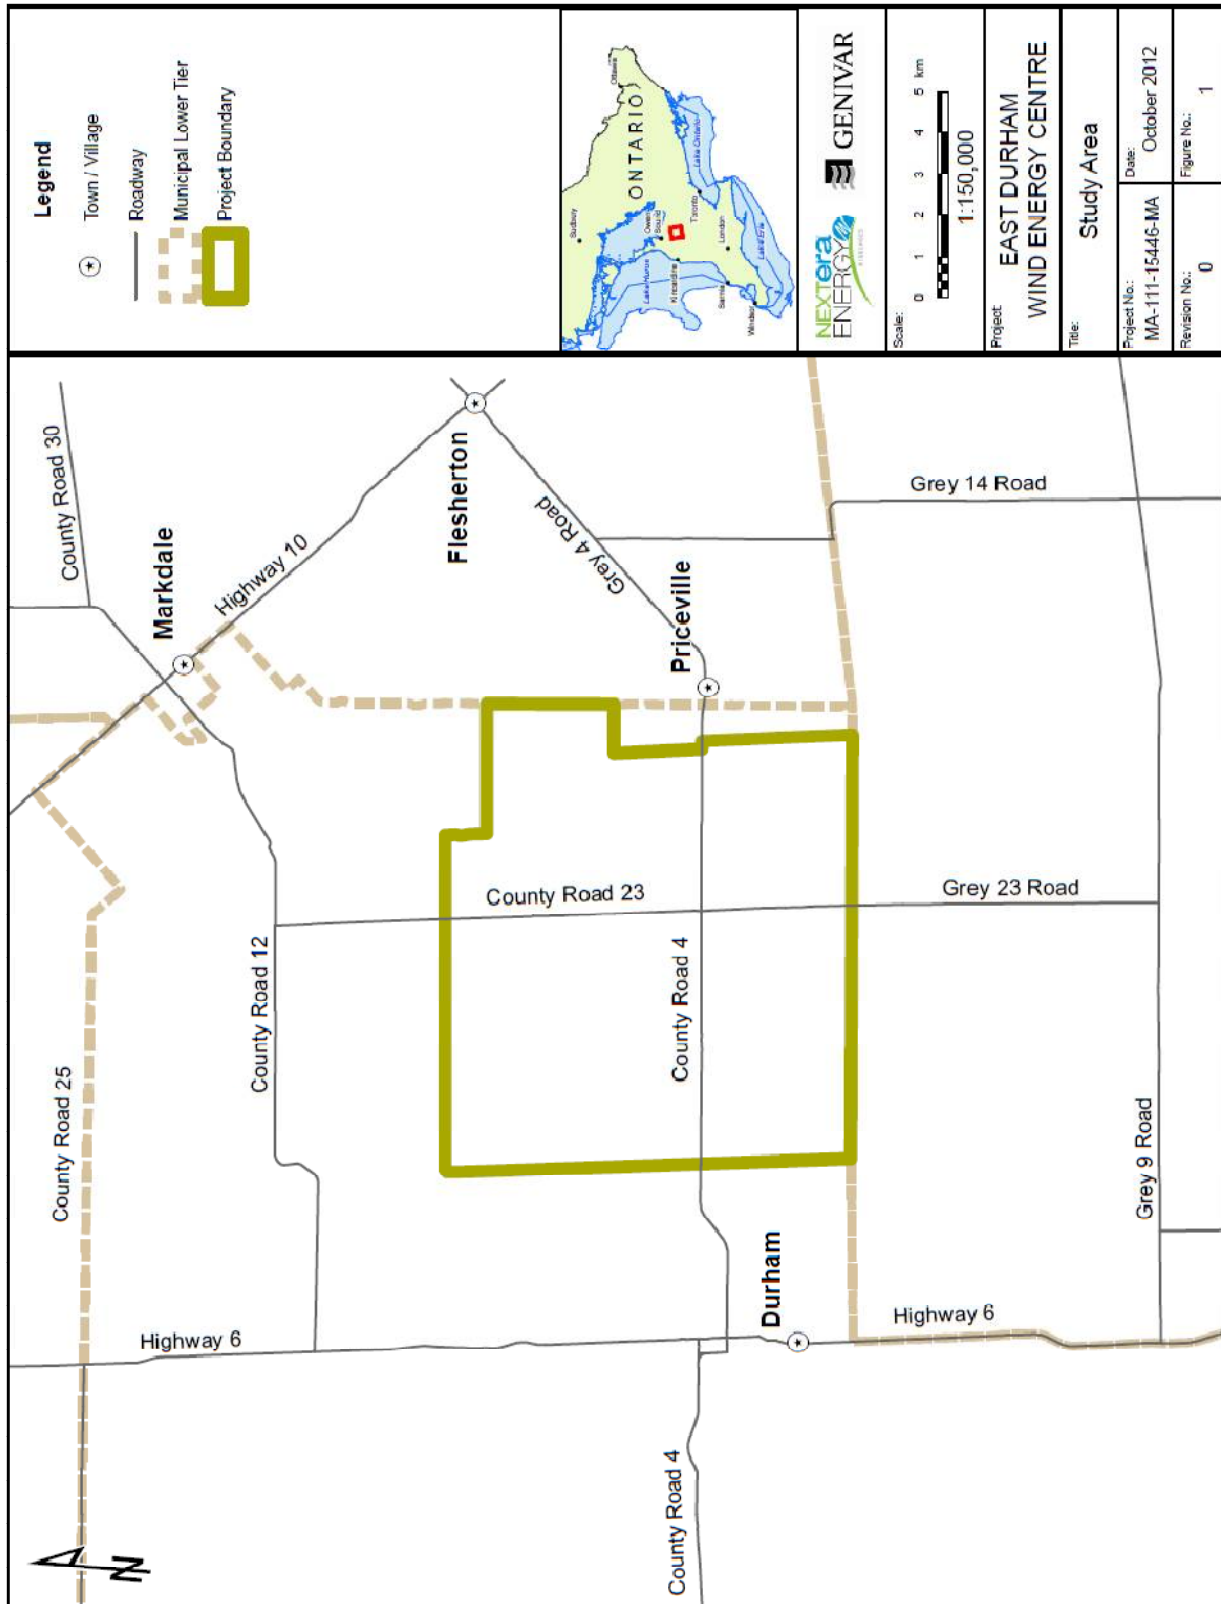 Legend
Town / Village
Roadway
Municipal Lower Tier
Project Boundary
Sudbury
Ottawa
ONTARIO
Owen
Sound
Lake Huron
Kincardine
Toronto
Lake Ontario
London
Sarnia
Lake Erie
Windsor
NEXTera
ENERGY
GENIVAR
Scale:
0 1 2 3 4 5 km
1:150,000
Project:
EAST DURHAM
WIND ENERGY CENTRE
Title:
Study Area
Project No.:
MA-111-15446-MA
Date:
October 2012
Revision No.:
0
Figure No.:
1
N
County Road 25
County Road 30
Markdale
Highway 10
Flesherton
Grey 4 Road
Priceville
Grey 14 Road
County Road 12
County Road 23
Grey 23 Road
County Road 4
Highway 6
Durham
Highway 6
Grey 9 Road
County Road 4